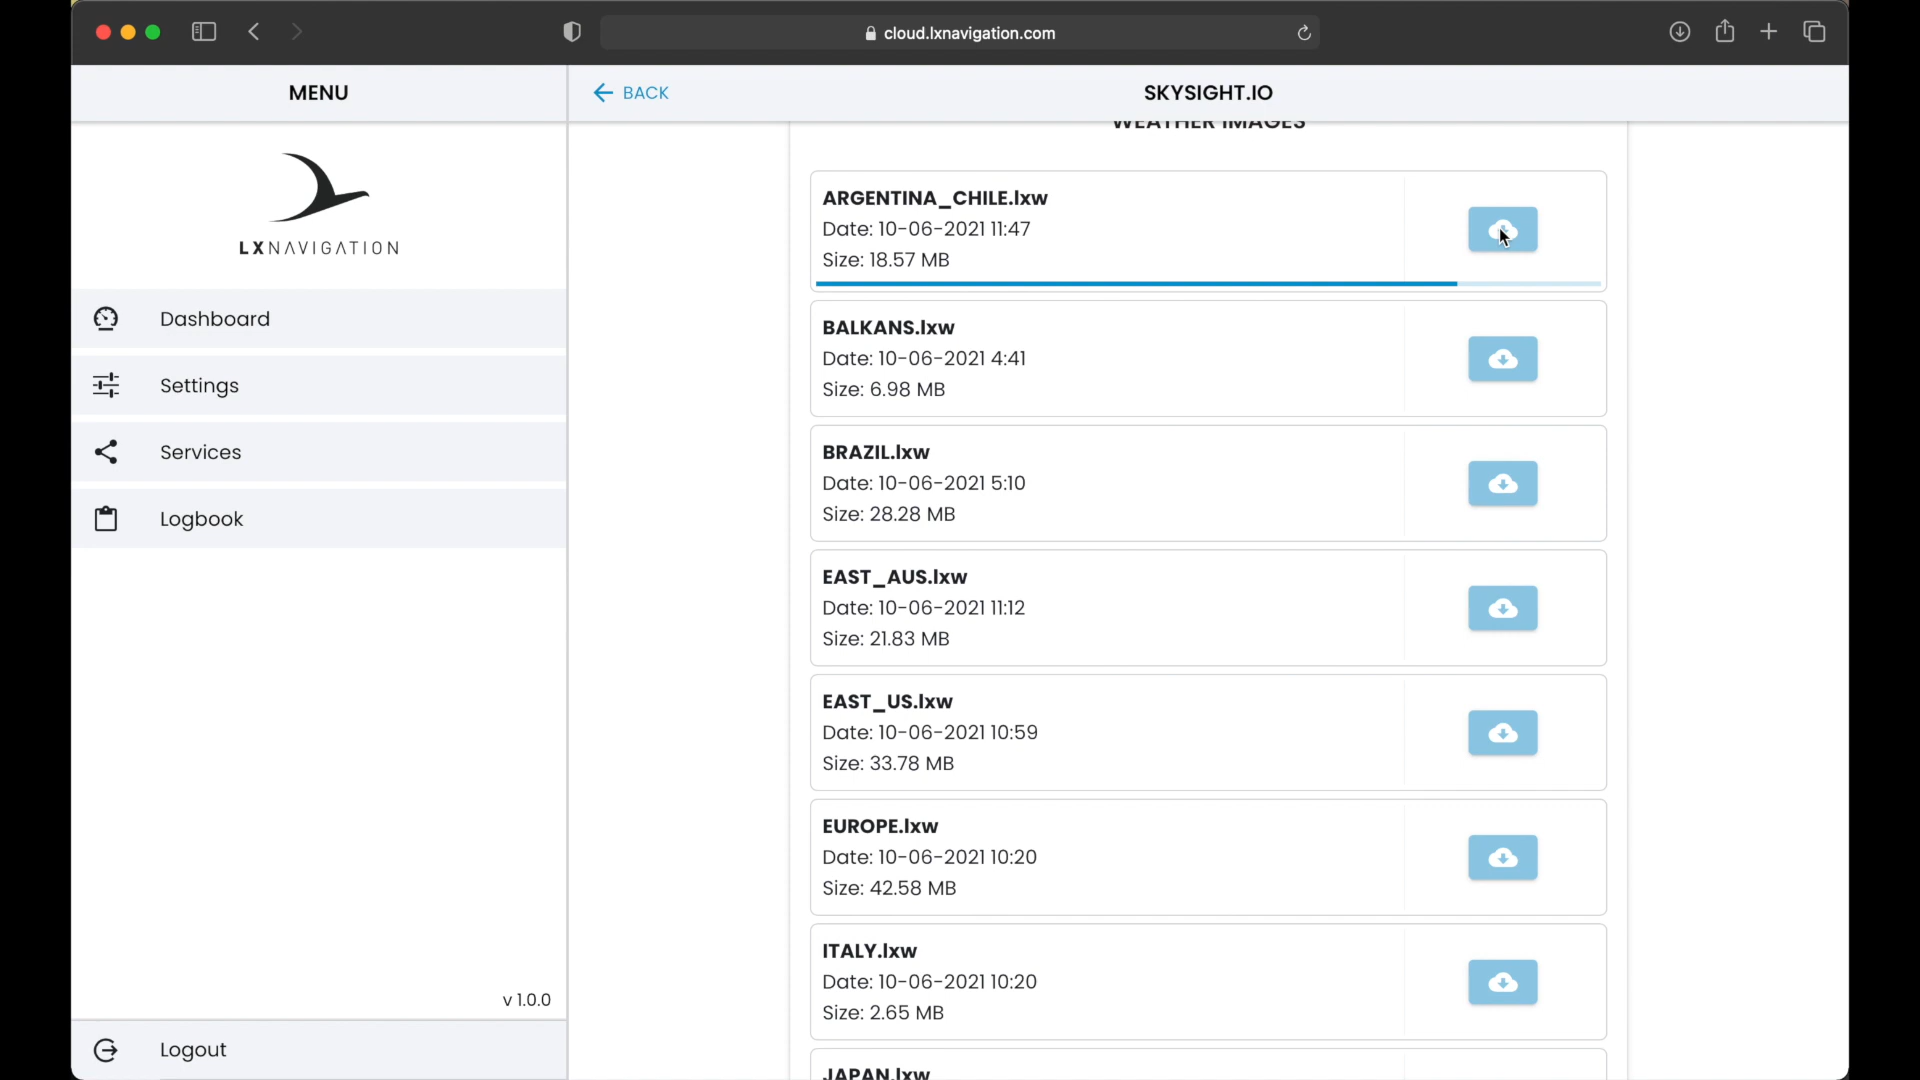 cloud.lxnavigation.com
MENU
BACK
SKYSIGHT.IO
WEATHER IMAGES
LXNAVIGATION
Dashboard
Settings
Services
Logbook
v 1.0.0
Logout
ARGENTINA_CHILE.lxw
Date: 10-06-2021 11:47
Size: 18.57 MB
BALKANS.lxw
Date: 10-06-2021 4:41
Size: 6.98 MB
BRAZIL.lxw
Date: 10-06-2021 5:10
Size: 28.28 MB
EAST_AUS.lxw
Date: 10-06-2021 11:12
Size: 21.83 MB
EAST_US.lxw
Date: 10-06-2021 10:59
Size: 33.78 MB
EUROPE.lxw
Date: 10-06-2021 10:20
Size: 42.58 MB
ITALY.lxw
Date: 10-06-2021 10:20
Size: 2.65 MB
JAPAN.lxw